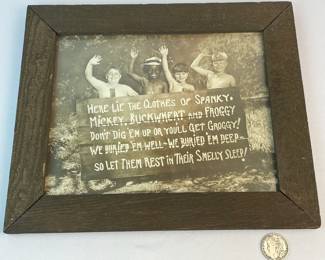 HERE LIE THE CLOTHES OF SPANKY,
MICKEY, BUCKWHEAT AND FROGGY
DON'T DIG 'EM UP OR YOU'LL GET GROGGY!
WE BURIED 'EM WELL~WE BURIED 'EM DEEP~
SO LET THEM REST IN THEIR SMELLY SLEEP!